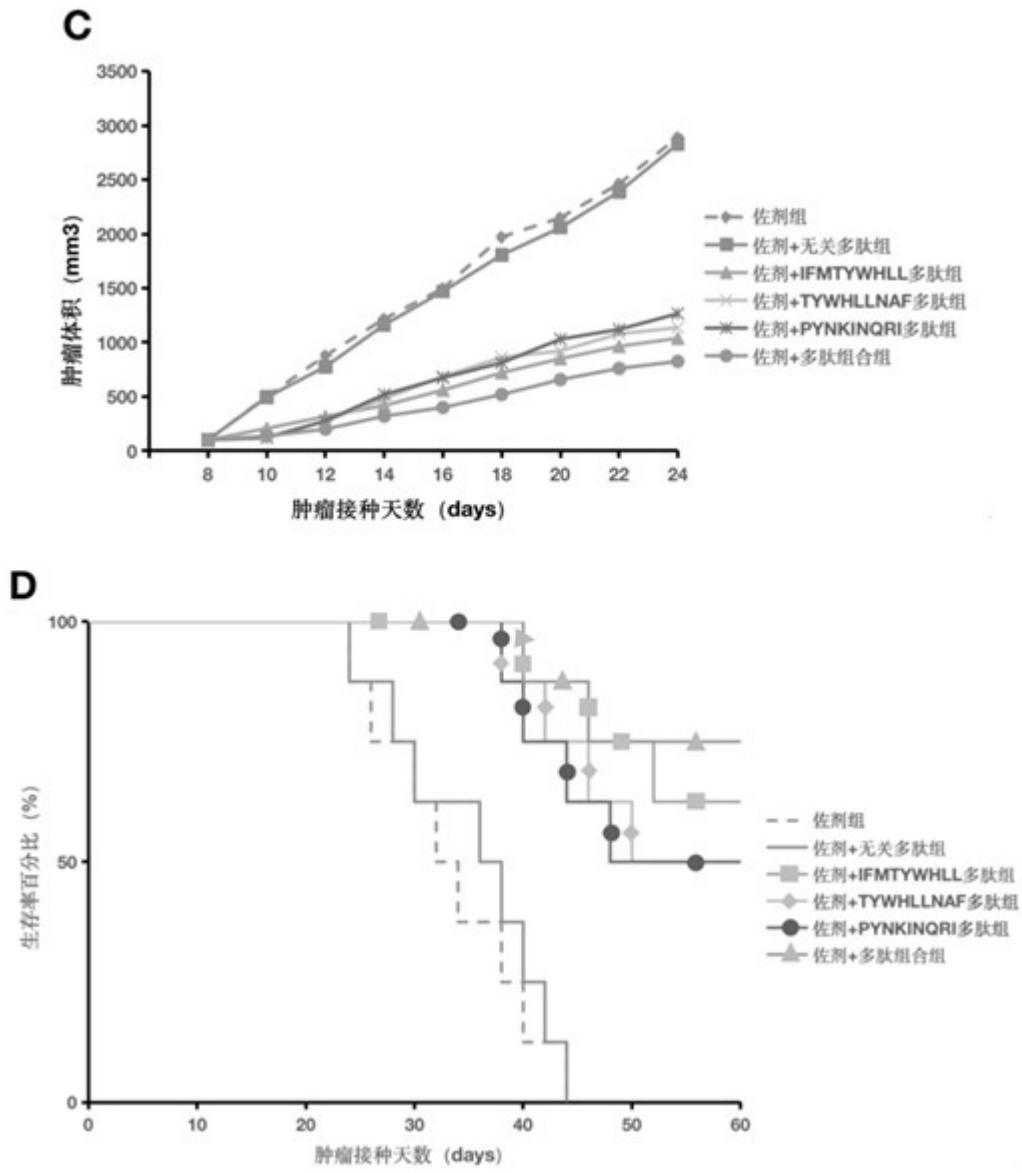 C
3500
3000
2500
2000
1500
1000
500
0
肿瘤体积 (mm3)
8 10 12 14 16 18 20 22 24
肿瘤接种天数 (days)
佐剂组
佐剂+无关多肽组
佐剂+IFMTYWHLL多肽组
佐剂+TYWHLLNAF多肽组
佐剂+PYNKINQRI多肽组
佐剂+多肽组合组
D
100
50
0
生存率百分比 (%)
0 10 20 30 40 50 60
肿瘤接种天数 (days)
佐剂组
佐剂+无关多肽组
佐剂+IFMTYWHLL多肽组
佐剂+TYWHLLNAF多肽组
佐剂+PYNKINQRI多肽组
佐剂+多肽组合组